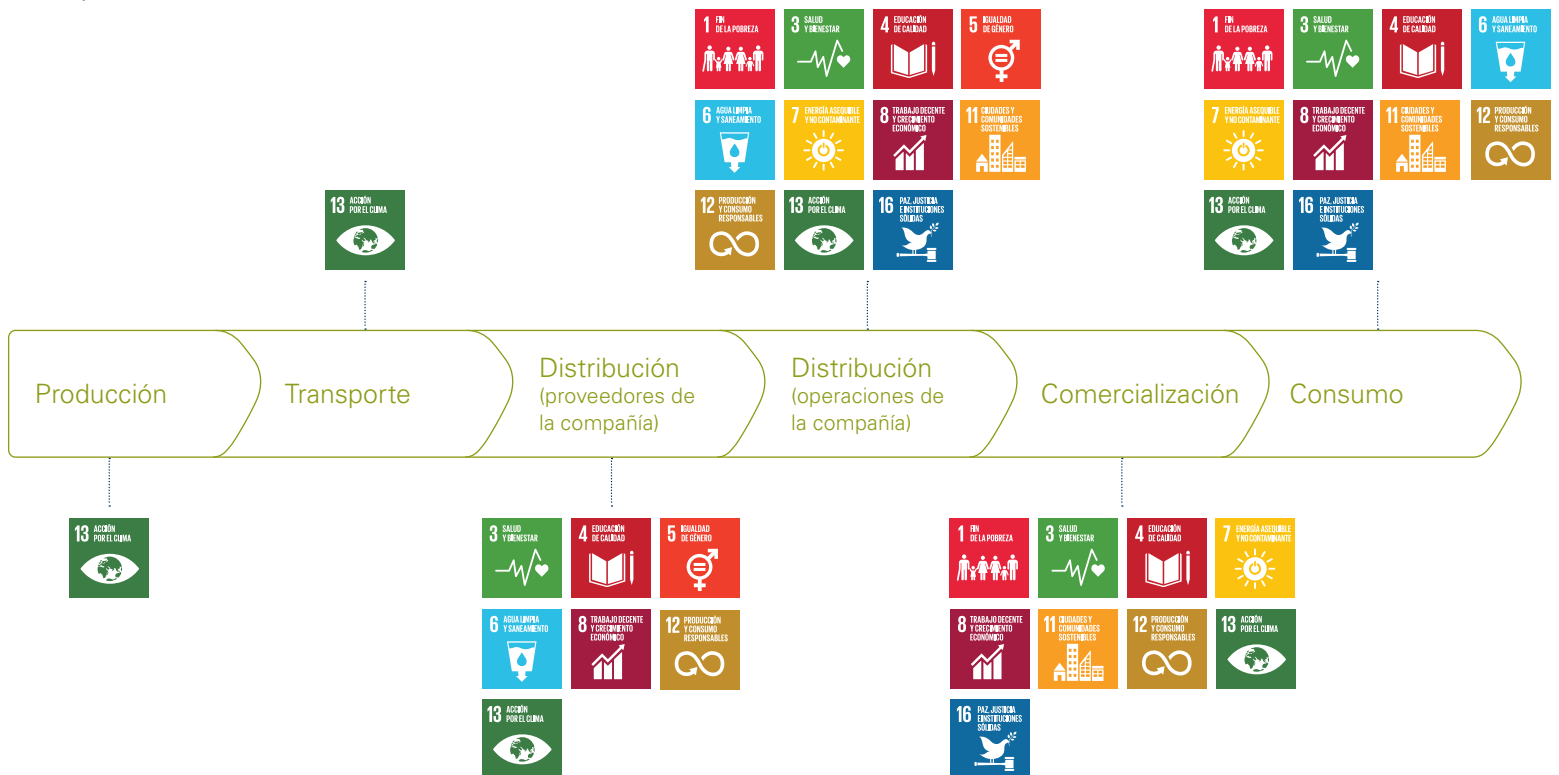 1 FIN
DE LA POBREZA
3 SALUD
Y BIENESTAR
4 EDUCACIÓN
DE CALIDAD
5 IGUALDAD
DE GÉNERO
6 AGUA LIMPIA
Y SANEAMIENTO
7 ENERGÍA ASEQUIBLE
Y NO CONTAMINANTE
8 TRABAJO DECENTE
Y CRECIMIENTO
ECONÓMICO
11 CIUDADES Y
COMUNIDADES
SOSTENIBLES
12 PRODUCCIÓN
Y CONSUMO
RESPONSABLES
13 ACCIÓN
POR EL CLIMA
16 PAZ, JUSTICIA
E INSTITUCIONES
SÓLIDAS
1 FIN
DE LA POBREZA
3 SALUD
Y BIENESTAR
4 EDUCACIÓN
DE CALIDAD
6 AGUA LIMPIA
Y SANEAMIENTO
7 ENERGÍA ASEQUIBLE
Y NO CONTAMINANTE
8 TRABAJO DECENTE
Y CRECIMIENTO
ECONÓMICO
11 CIUDADES Y
COMUNIDADES
SOSTENIBLES
12 PRODUCCIÓN
Y CONSUMO
RESPONSABLES
13 ACCIÓN
POR EL CLIMA
16 PAZ, JUSTICIA
E INSTITUCIONES
SÓLIDAS
13 ACCIÓN
POR EL CLIMA
Producción
Transporte
Distribución
(proveedores de
la compañía)
Distribución
(operaciones de
la compañía)
Comercialización
Consumo
13 ACCIÓN
POR EL CLIMA
3 SALUD
Y BIENESTAR
4 EDUCACIÓN
DE CALIDAD
5 IGUALDAD
DE GÉNERO
6 AGUA LIMPIA
Y SANEAMIENTO
8 TRABAJO DECENTE
Y CRECIMIENTO
ECONÓMICO
12 PRODUCCIÓN
Y CONSUMO
RESPONSABLES
13 ACCIÓN
POR EL CLIMA
1 FIN
DE LA POBREZA
3 SALUD
Y BIENESTAR
4 EDUCACIÓN
DE CALIDAD
7 ENERGÍA ASEQUIBLE
Y NO CONTAMINANTE
8 TRABAJO DECENTE
Y CRECIMIENTO
ECONÓMICO
11 CIUDADES Y
COMUNIDADES
SOSTENIBLES
12 PRODUCCIÓN
Y CONSUMO
RESPONSABLES
13 ACCIÓN
POR EL CLIMA
16 PAZ, JUSTICIA
E INSTITUCIONES
SÓLIDAS